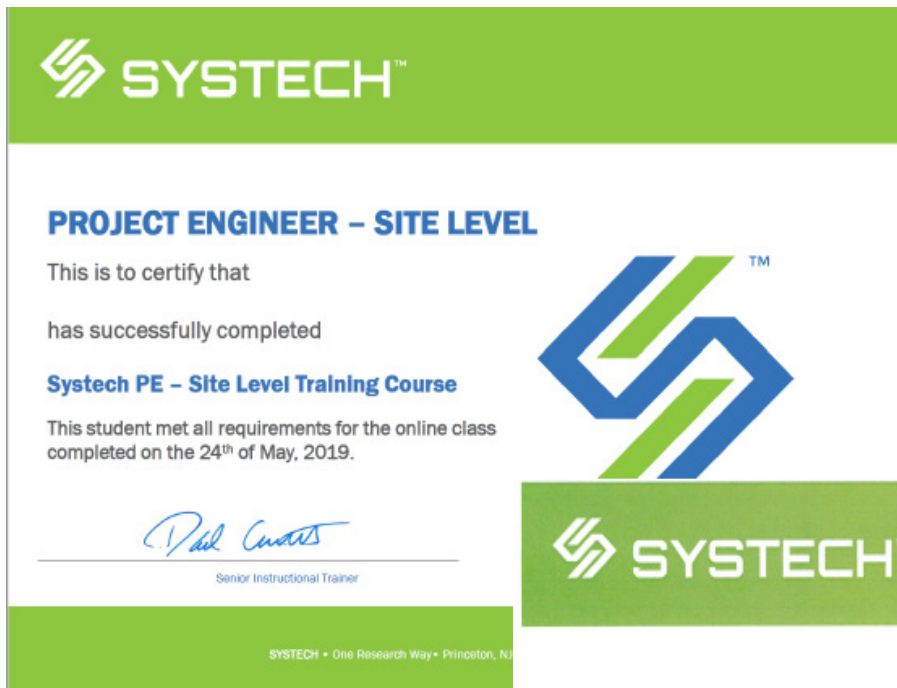 SYSTECH™
PROJECT ENGINEER – SITE LEVEL
This is to certify that
has successfully completed
Systech PE – Site Level Training Course
This student met all requirements for the online class
completed on the 24th of May, 2019.
Senior Instructional Trainer
TM
SYSTECH
SYSTECH • One Research Way • Princeton, NJ